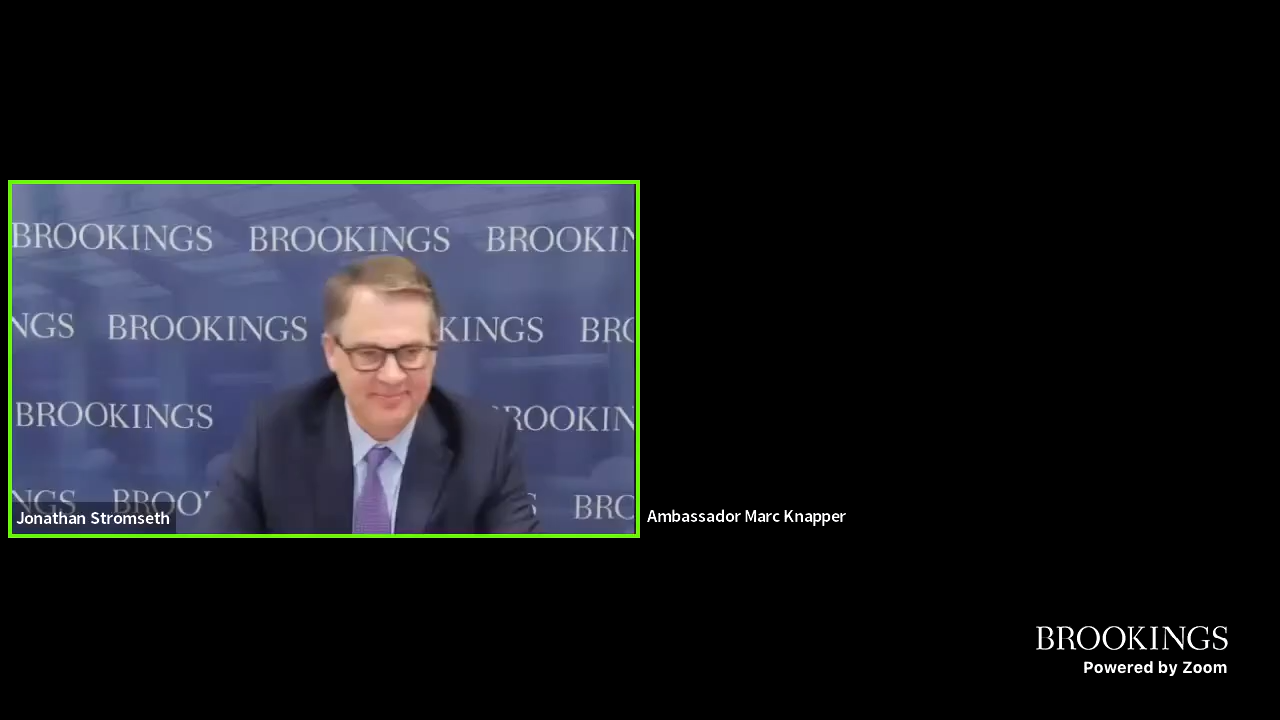 BROOKINGS BROOKINGS BROOKIN
NGS BROOKINGS KINGS BRO
BROOKINGS ROOKIN
NGS BROO S BRO
Jonathan Stromseth
Ambassador Marc Knapper
BROOKINGS
Powered by Zoom